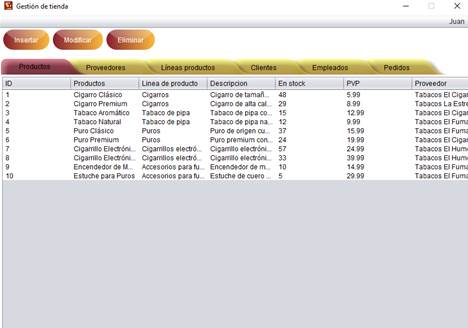 Gestión de tienda
Juan
Insertar Modificar Eliminar
Productos Proveedores Líneas productos Clientes Empleados Pedidos
ID Productos Linea de producto Descripcion En stock PVP Proveedor
1 Cigarro Clásico Cigarros Cigarro de tamañ... 48 5.99 Tabacos El Cigar
2 Cigarro Premium Cigarros Cigarro de alta cal... 29 8.99 Tabacos La Estre
3 Tabaco Aromático Tabaco de pipa Tabaco de pipa co... 15 12.99 Tabacos El Cigar
4 Tabaco Natural Tabaco de pipa Tabaco de pipa na... 12 9.99 Tabacos El Fuma
5 Puro Clásico Puros Puro de origen cu... 37 15.99 Tabacos El Fuma
6 Puro Premium Puros Puro premium con... 24 19.99 Tabacos El Cigar
7 Cigarrillo Electróni... Cigarrillos electró... Cigarrillo electróni... 57 24.99 Tabacos El Hum
8 Cigarrillo Electróni... Cigarrillos electró... Cigarrillo electróni... 33 39.99 Tabacos El Hum
9 Encendedor de M... Accesorios para fu... Encendedor de m... 10 14.99 Tabacos El Fuma
10 Estuche para Puros Accesorios para fu... Estuche de cuero ... 5 29.99 Tabacos El Fuma